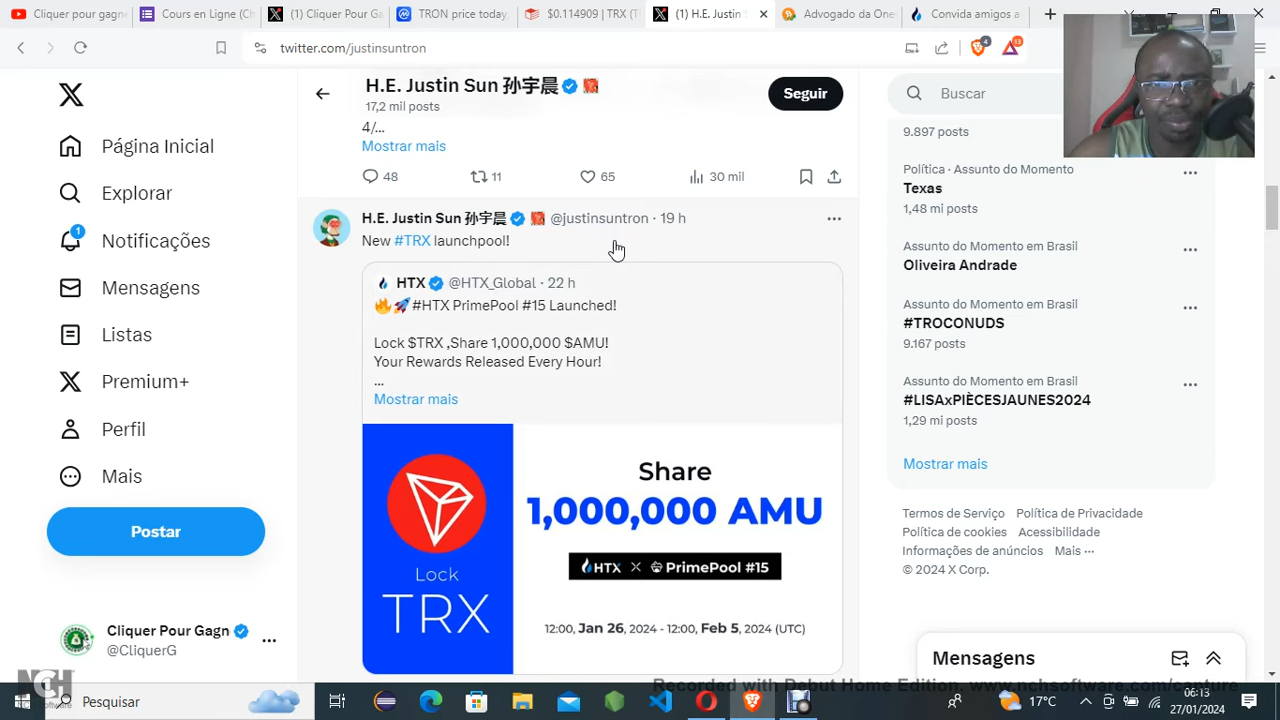 Cliquer pour gagne
Cours en Ligne (C
(1) Cliquer Pour Ga
TRON price today,
$0.114909 | TRX (T
(1) H.E. Justin S
Advogado da One
Convida amigos a
twitter.com/justinsuntron
4
13
H.E. Justin Sun 孙宇晨
17,2 mil posts
Seguir
4/...
Mostrar mais
48
11
65
30 mil
H.E. Justin Sun 孙宇晨 @justinsuntron · 19 h
New #TRX launchpool!
HTX @HTX_Global · 22 h
🔥🚀#HTX PrimePool #15 Launched!
Lock $TRX ,Share 1,000,000 $AMU!
Your Rewards Released Every Hour!
...
Mostrar mais
Lock
TRX
Share
1,000,000 AMU
HTX × PrimePool #15
12:00, Jan 26, 2024 - 12:00, Feb 5, 2024 (UTC)
Página Inicial
Explorar
1
Notificações
Mensagens
Listas
Premium+
Perfil
Mais
Postar
Cliquer Pour Gagn
@CliquerG
Buscar
9.897 posts
Política · Assunto do Momento
Texas
1,48 mi posts
Assunto do Momento em Brasil
Oliveira Andrade
Assunto do Momento em Brasil
#TROCONUDS
9.167 posts
Assunto do Momento em Brasil
#LISAxPIÈCESJAUNES2024
1,29 mi posts
Mostrar mais
Termos de Serviço Política de Privacidade
Política de cookies Acessibilidade
Informações de anúncios Mais ···
© 2024 X Corp.
Mensagens
NCH
Recorded with Debut Home Edition. www.nchsoftware.com/capture
Pesquisar
17°C
06:13
27/01/2024